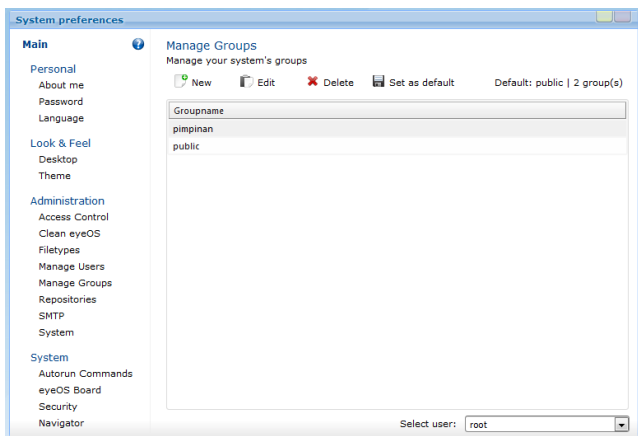 System preferences
Main
Personal
About me
Password
Language
Look & Feel
Desktop
Theme
Administration
Access Control
Clean eyeOS
Filetypes
Manage Users
Manage Groups
Repositories
SMTP
System
System
Autorun Commands
eyeOS Board
Security
Navigator
Manage Groups
Manage your system's groups
New Edit Delete Set as default Default: public | 2 group(s)
Groupname
pimpinan
public
Select user: root